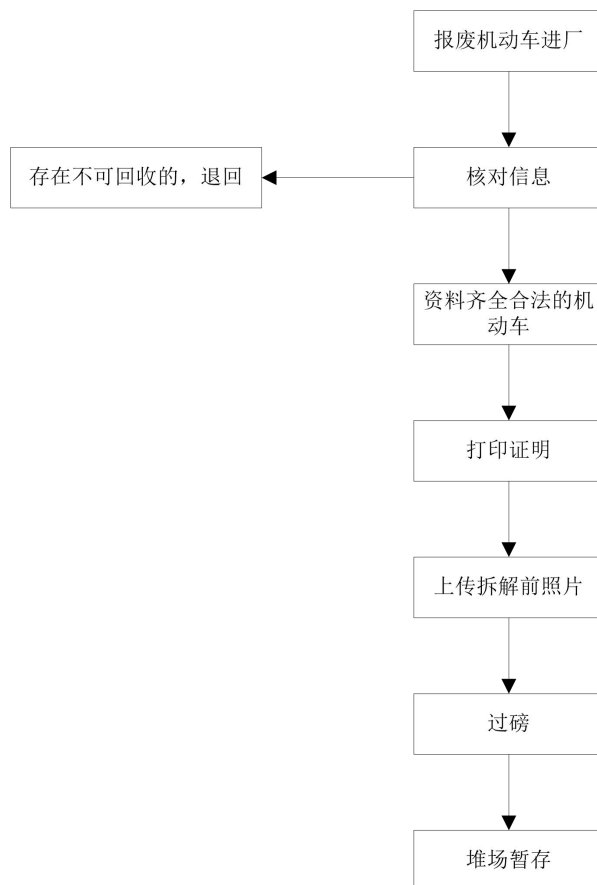 报废机动车进厂
存在不可回收的，退回
核对信息
资料齐全合法的机
动车
打印证明
上传拆解前照片
过磅
堆场暂存